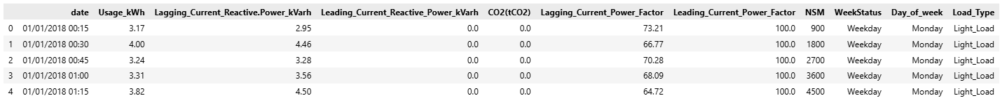 date Usage_kWh Lagging_Current_Reactive.Power_kVarh Leading_Current_Reactive_Power_kVarh CO2(tCO2) Lagging_Current_Power_Factor Leading_Current_Power_Factor NSM WeekStatus Day_of_week Load_Type
0 01/01/2018 00:15 3.17 2.95 0.0 0.0 73.21 100.0 900 Weekday Monday Light_Load
1 01/01/2018 00:30 4.00 4.46 0.0 0.0 66.77 100.0 1800 Weekday Monday Light_Load
2 01/01/2018 00:45 3.24 3.28 0.0 0.0 70.28 100.0 2700 Weekday Monday Light_Load
3 01/01/2018 01:00 3.31 3.56 0.0 0.0 68.09 100.0 3600 Weekday Monday Light_Load
4 01/01/2018 01:15 3.82 4.50 0.0 0.0 64.72 100.0 4500 Weekday Monday Light_Load